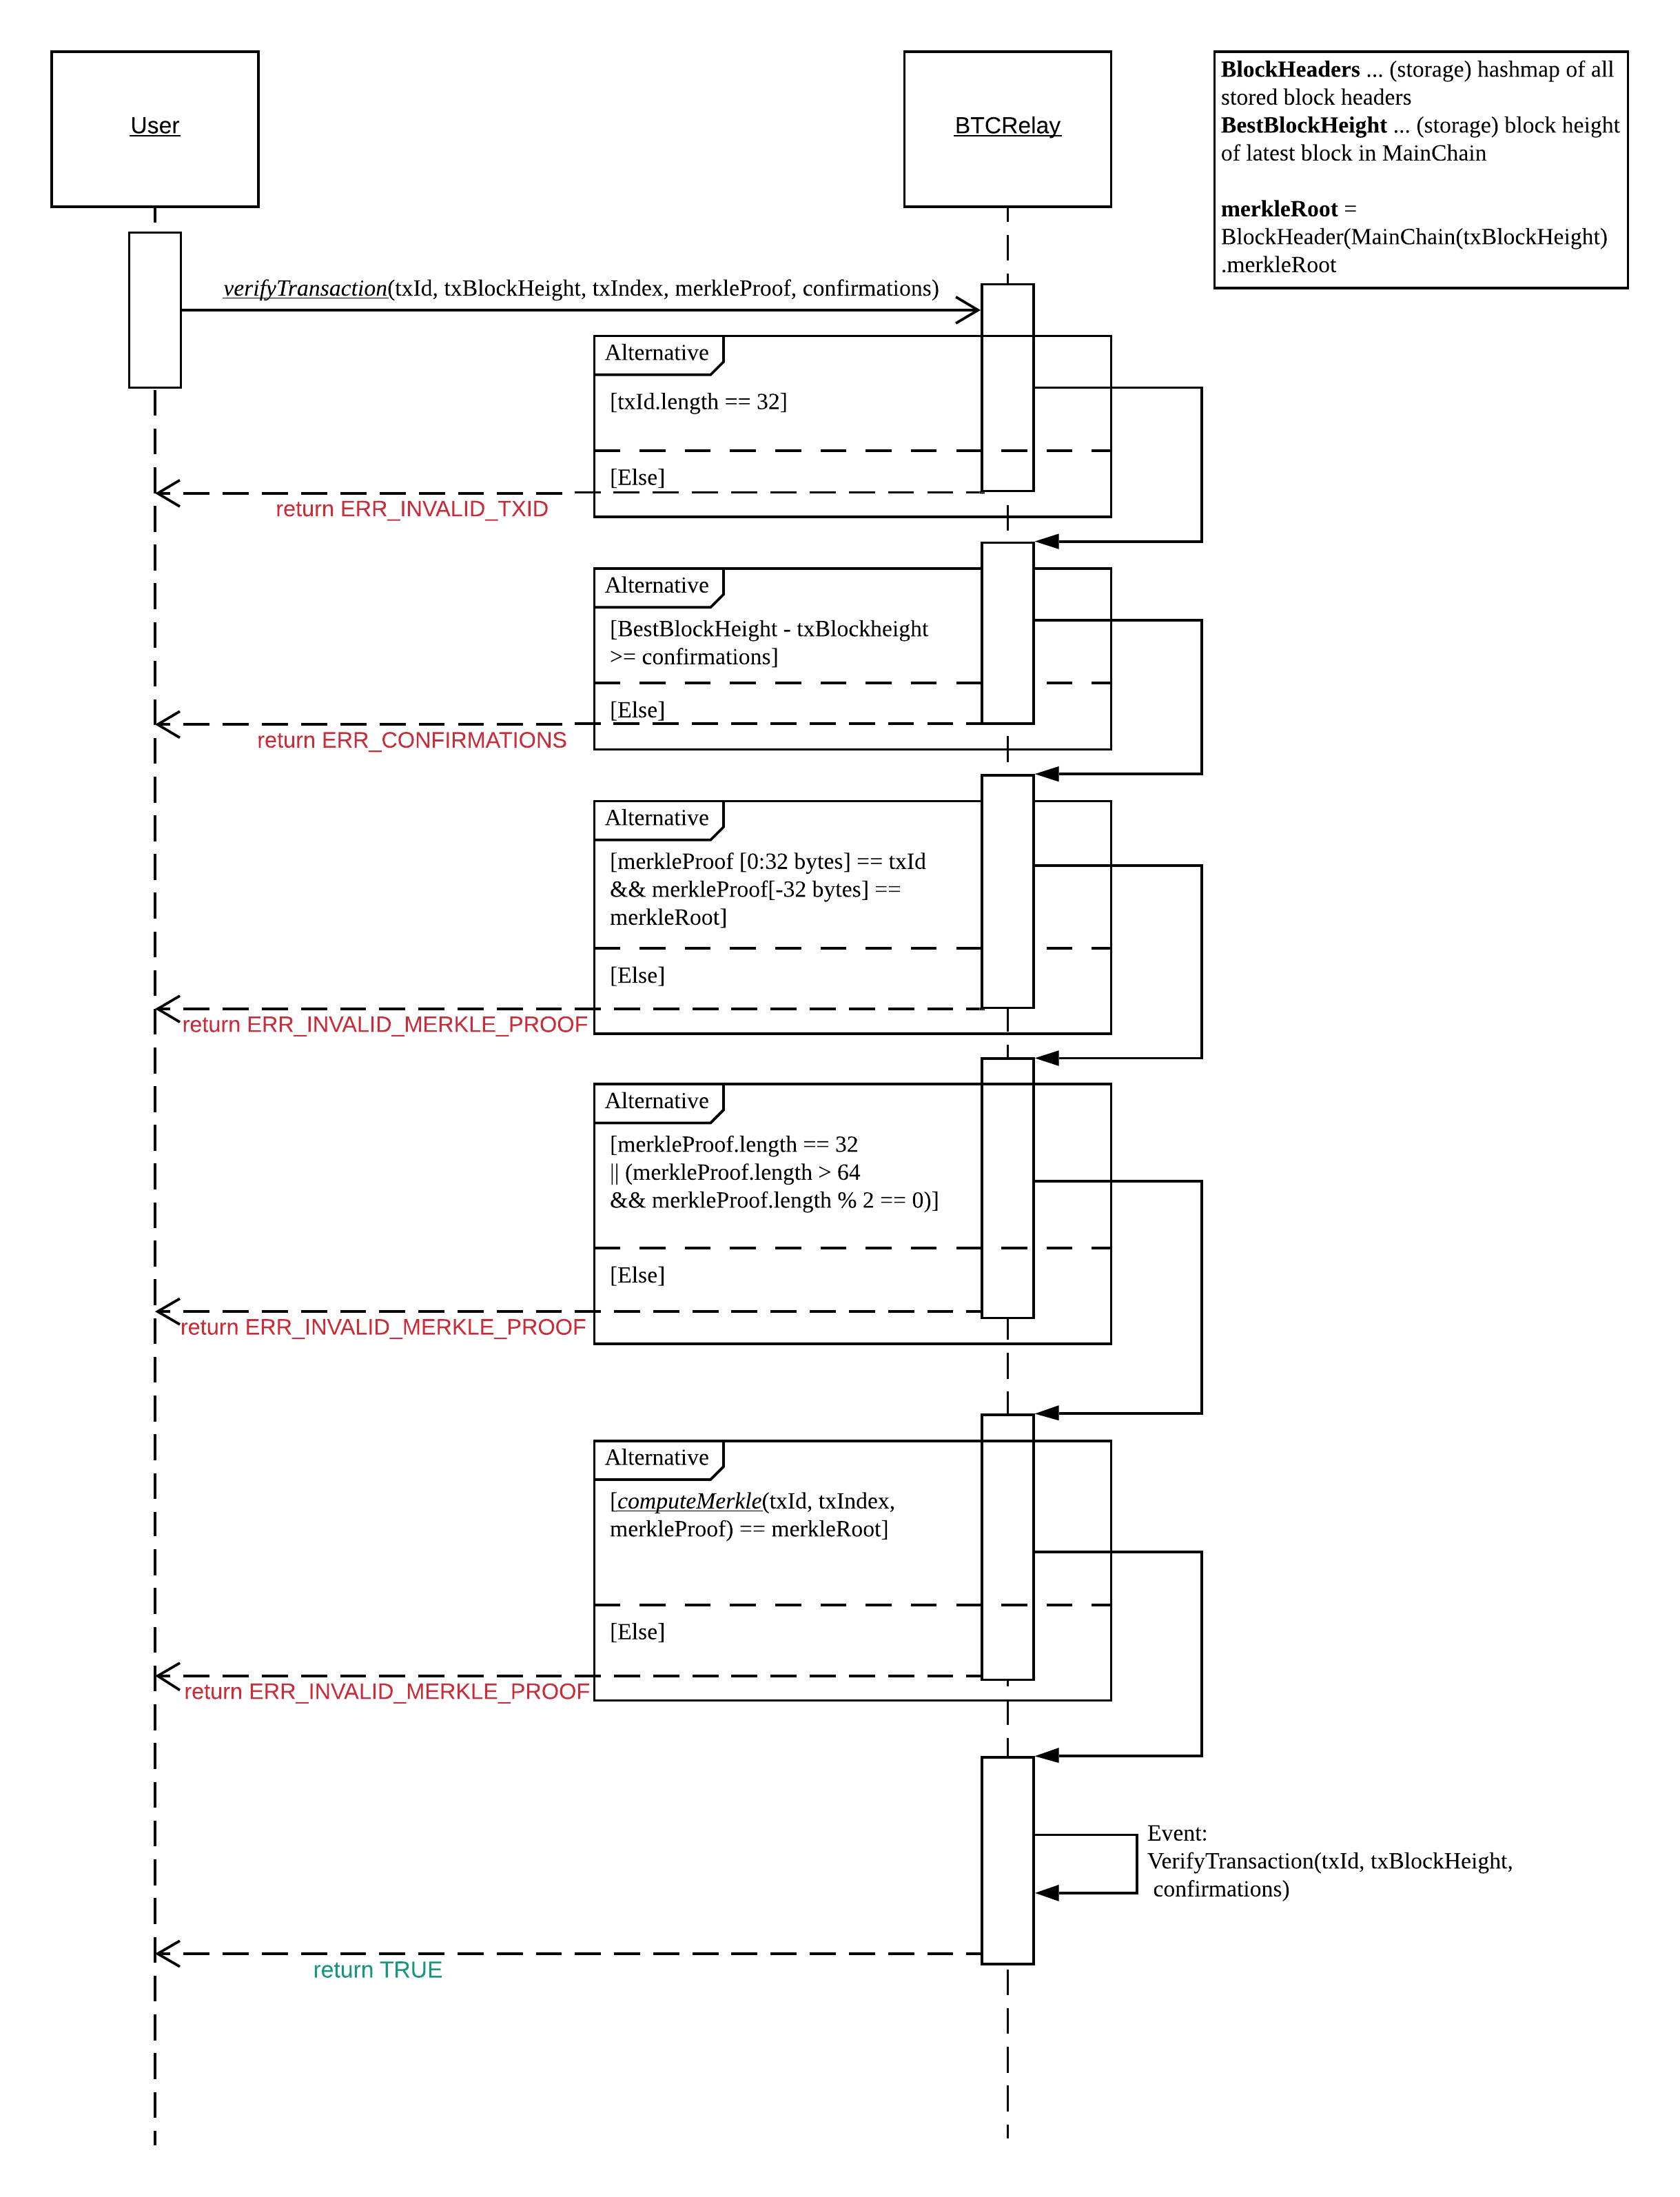 User
BTCRelay
BlockHeaders ... (storage) hashmap of all
stored block headers
BestBlockHeight ... (storage) block height
of latest block in MainChain
merkleRoot =
BlockHeader(MainChain(txBlockHeight)
.merkleRoot
verifyTransaction(txId, txBlockHeight, txIndex, merkleProof, confirmations)
Alternative
[txId.length == 32]
[Else]
return ERR_INVALID_TXID
Alternative
[BestBlockHeight - txBlockheight
>= confirmations]
[Else]
return ERR_CONFIRMATIONS
Alternative
[merkleProof [0:32 bytes] == txId
&& merkleProof[-32 bytes] ==
merkleRoot]
[Else]
return ERR_INVALID_MERKLE_PROOF
Alternative
[merkleProof.length == 32
|| (merkleProof.length > 64
&& merkleProof.length % 2 == 0)]
[Else]
return ERR_INVALID_MERKLE_PROOF
Alternative
[computeMerkle(txId, txIndex,
merkleProof) == merkleRoot]
[Else]
return ERR_INVALID_MERKLE_PROOF
Event:
VerifyTransaction(txId, txBlockHeight,
confirmations)
return TRUE